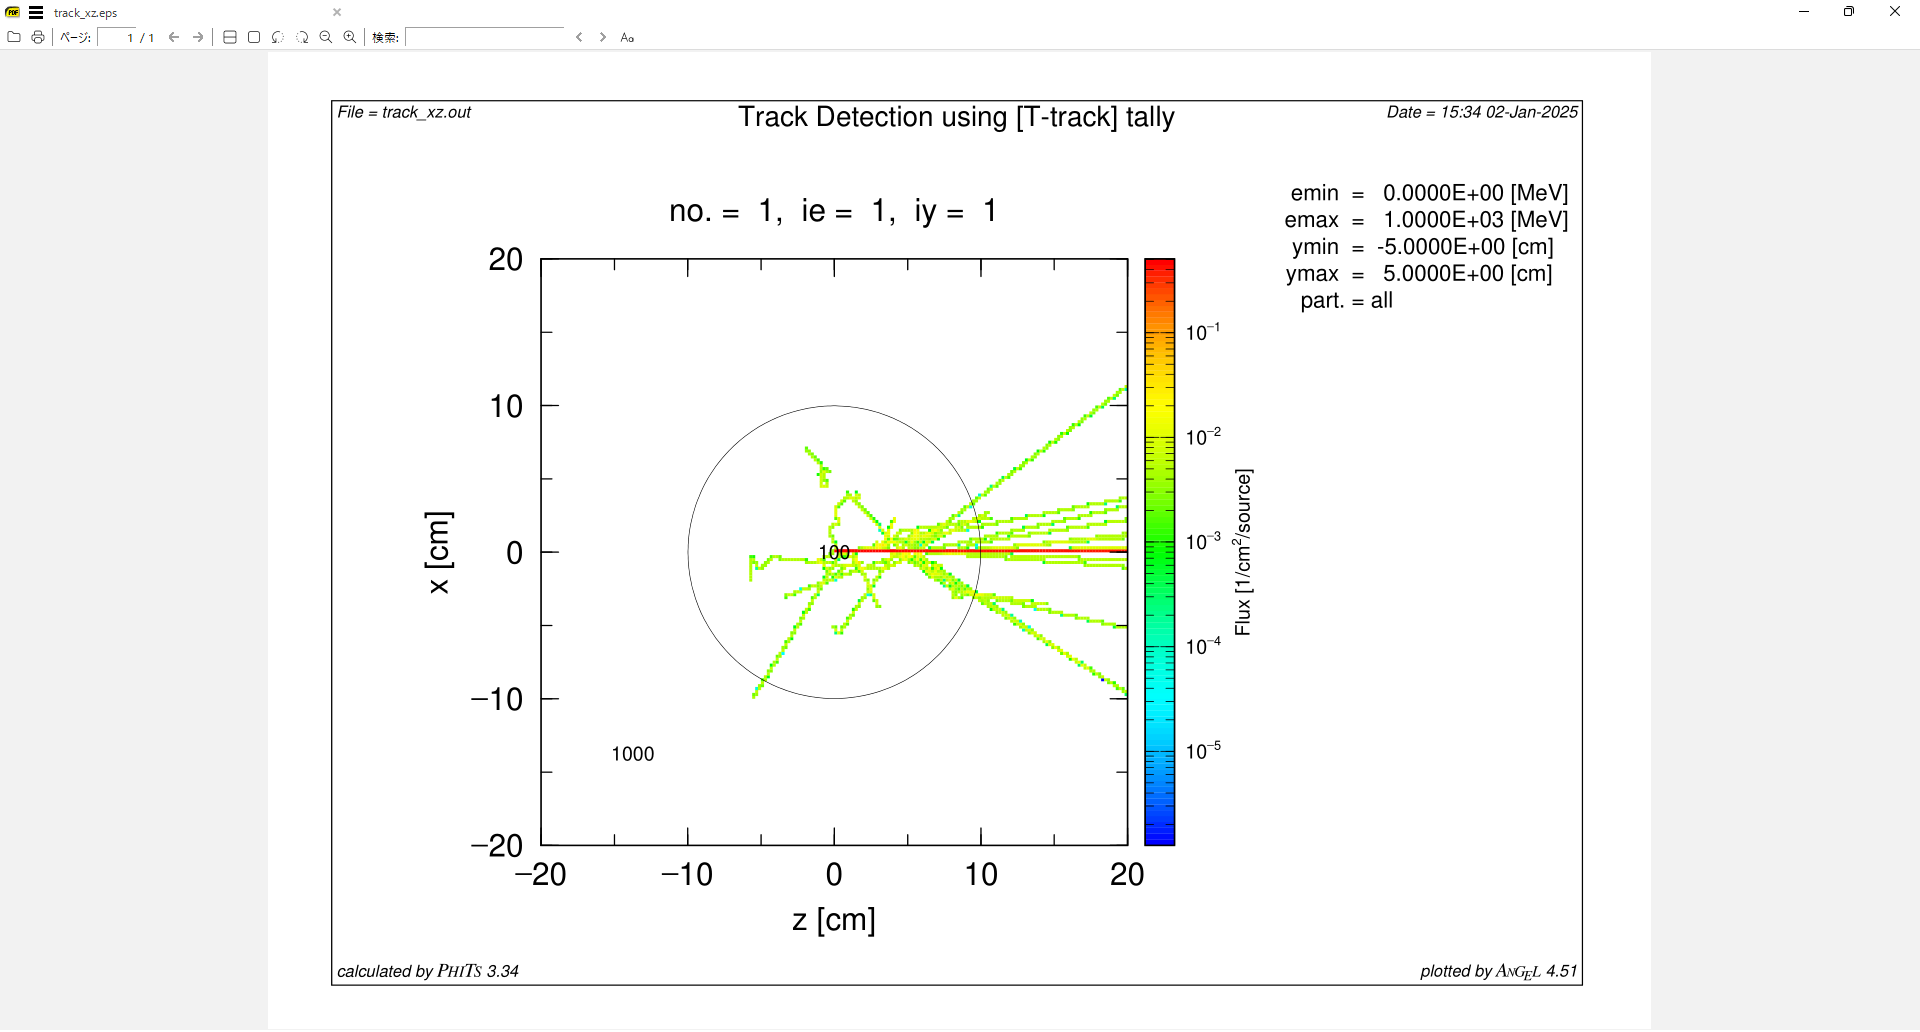 track_xz.eps
ページ: 1 / 1 検索: Aa
File = track_xz.out
Track Detection using [T-track] tally
Date = 15:34 02-Jan-2025
no. = 1, ie = 1, iy = 1
emin = 0.0000E+00 [MeV]
emax = 1.0000E+03 [MeV]
ymin = -5.0000E+00 [cm]
ymax = 5.0000E+00 [cm]
part. = all
20
10
0
−10
−20
x [cm]
100
1000
−20 −10 0 10 20
z [cm]
10⁻¹
10⁻²
10⁻³
10⁻⁴
10⁻⁵
Flux [1/cm²/source]
calculated by PHITS 3.34
plotted by ANGEL 4.51